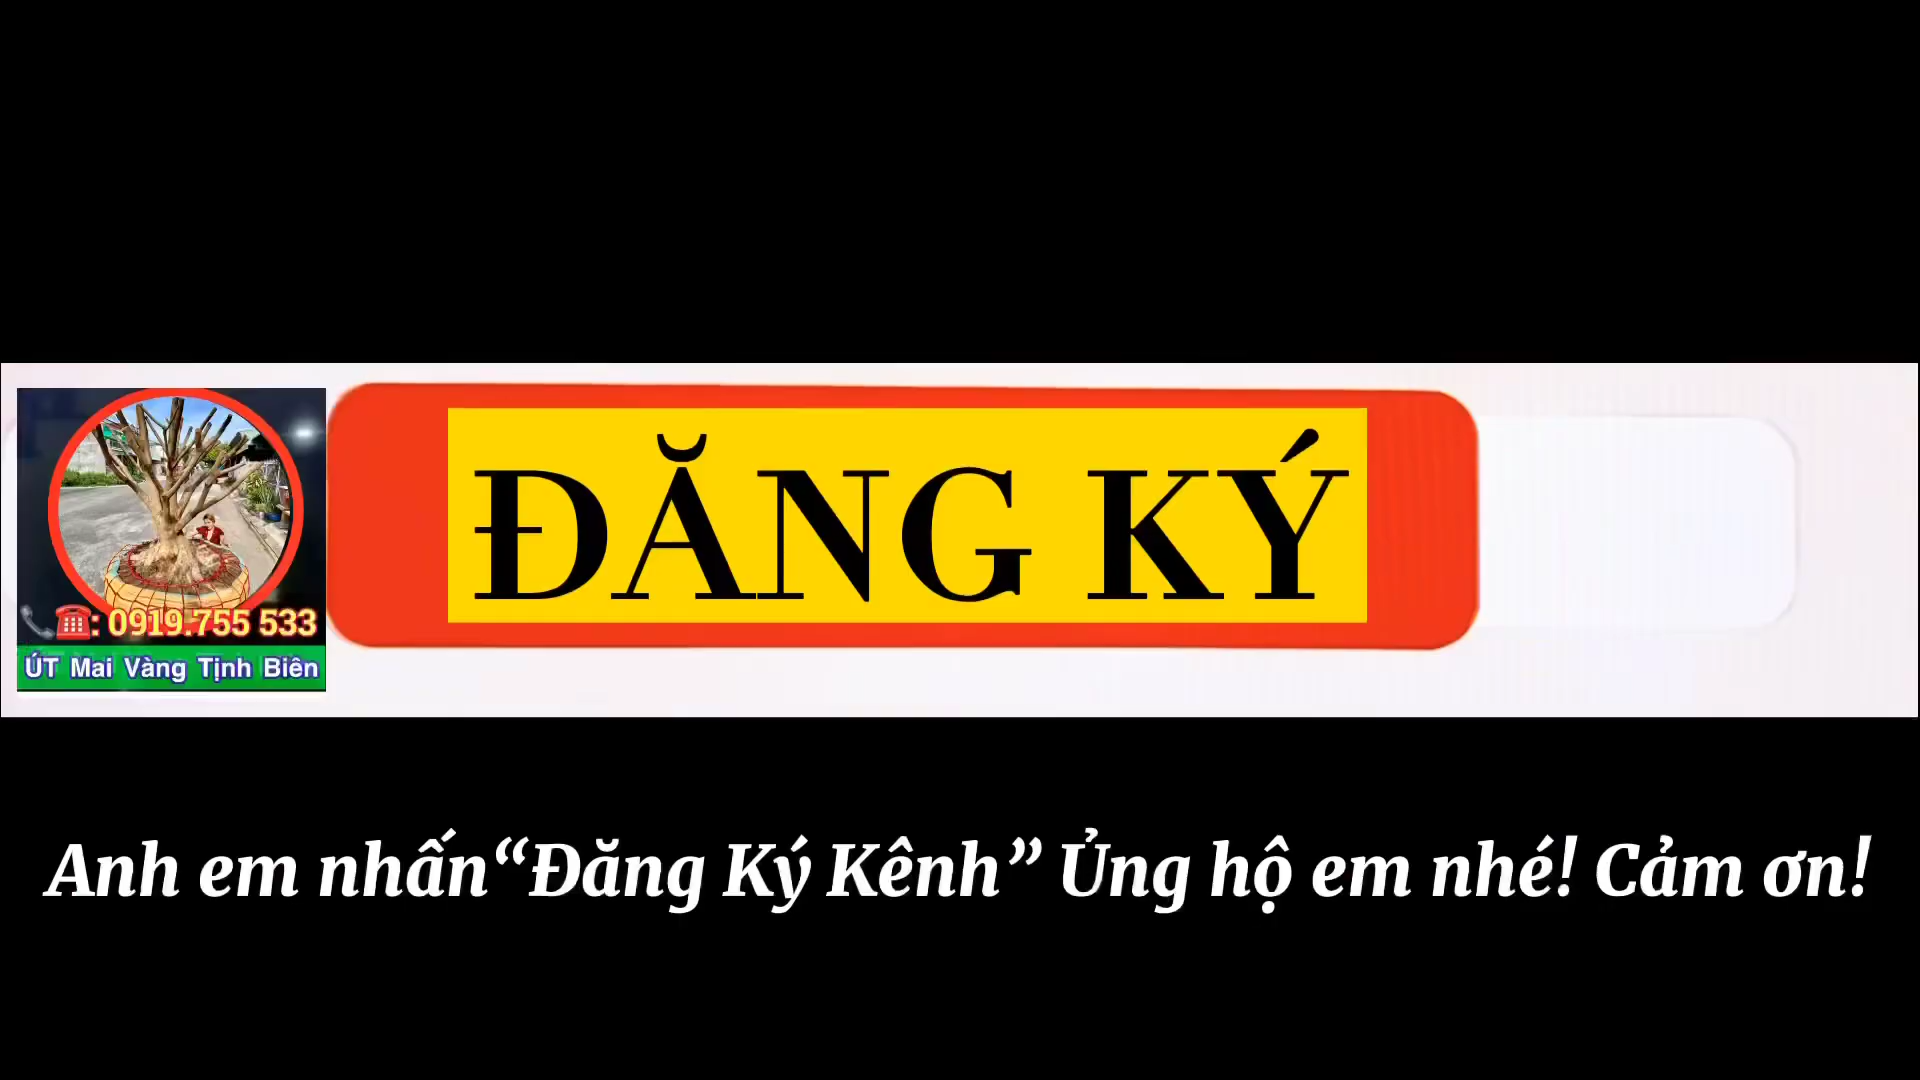 ĐĂNG KÝ
📞☎: 0919.755 533
ÚT Mai Vàng Tịnh Biên
Anh em nhấn“Đăng Ký Kênh” Ủng hộ em nhé! Cảm ơn!